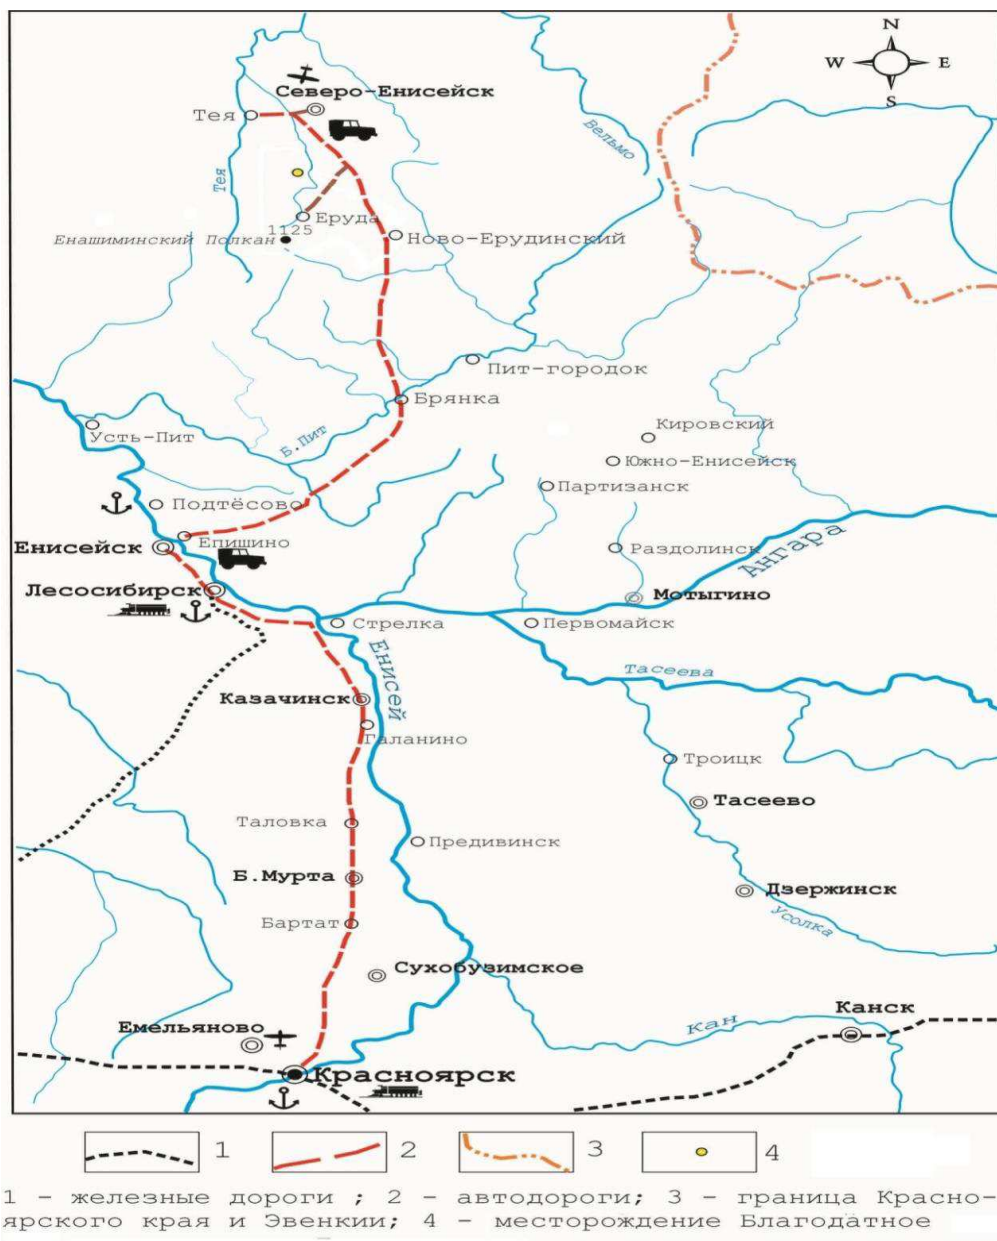 N
W E
S
Северо-Енисейск
Тея
Вельмо
Тея
Еруда
1125
Енашиминский Полкан
Ново-Ерудинский
Пит-городок
Брянка
Усть-Пит
Б.Пит
Кировский
Южно-Енисейск
Партизанск
Подтёсово
Епишино
Енисейск
Раздолинск
Ангара
Лесосибирск
Мотыгино
Стрелка
Первомайск
Енисей
Тасеева
Казачинск
Галанино
Троицк
Тасеево
Таловка
Предивинск
Б.Мурта
Дзержинск
Усолка
Бартат
Сухобузимское
Емельяново
Кан
Канск
Красноярск
1 2 3 4
1 - железные дороги ; 2 - автодороги; 3 - граница Красно-
ярского края и Эвенкии; 4 - месторождение Благодатное